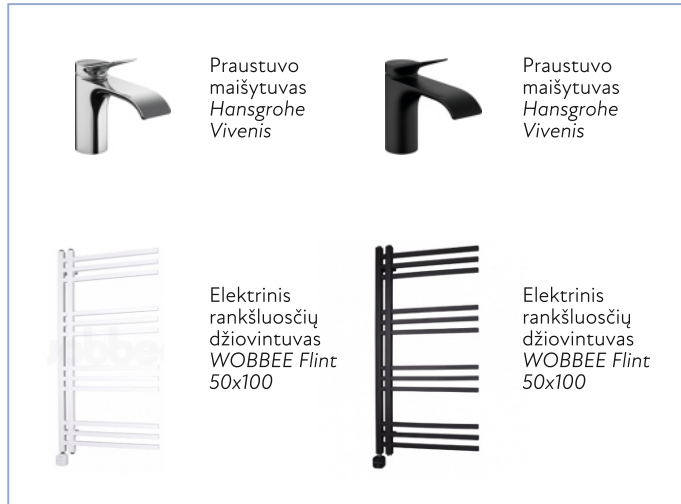 Praustuvo
maišytuvas
Hansgrohe
Vivenis
Praustuvo
maišytuvas
Hansgrohe
Vivenis
Elektrinis
rankšluosčių
džiovintuvas
WOBBEE Flint
50x100
Elektrinis
rankšluosčių
džiovintuvas
WOBBEE Flint
50x100